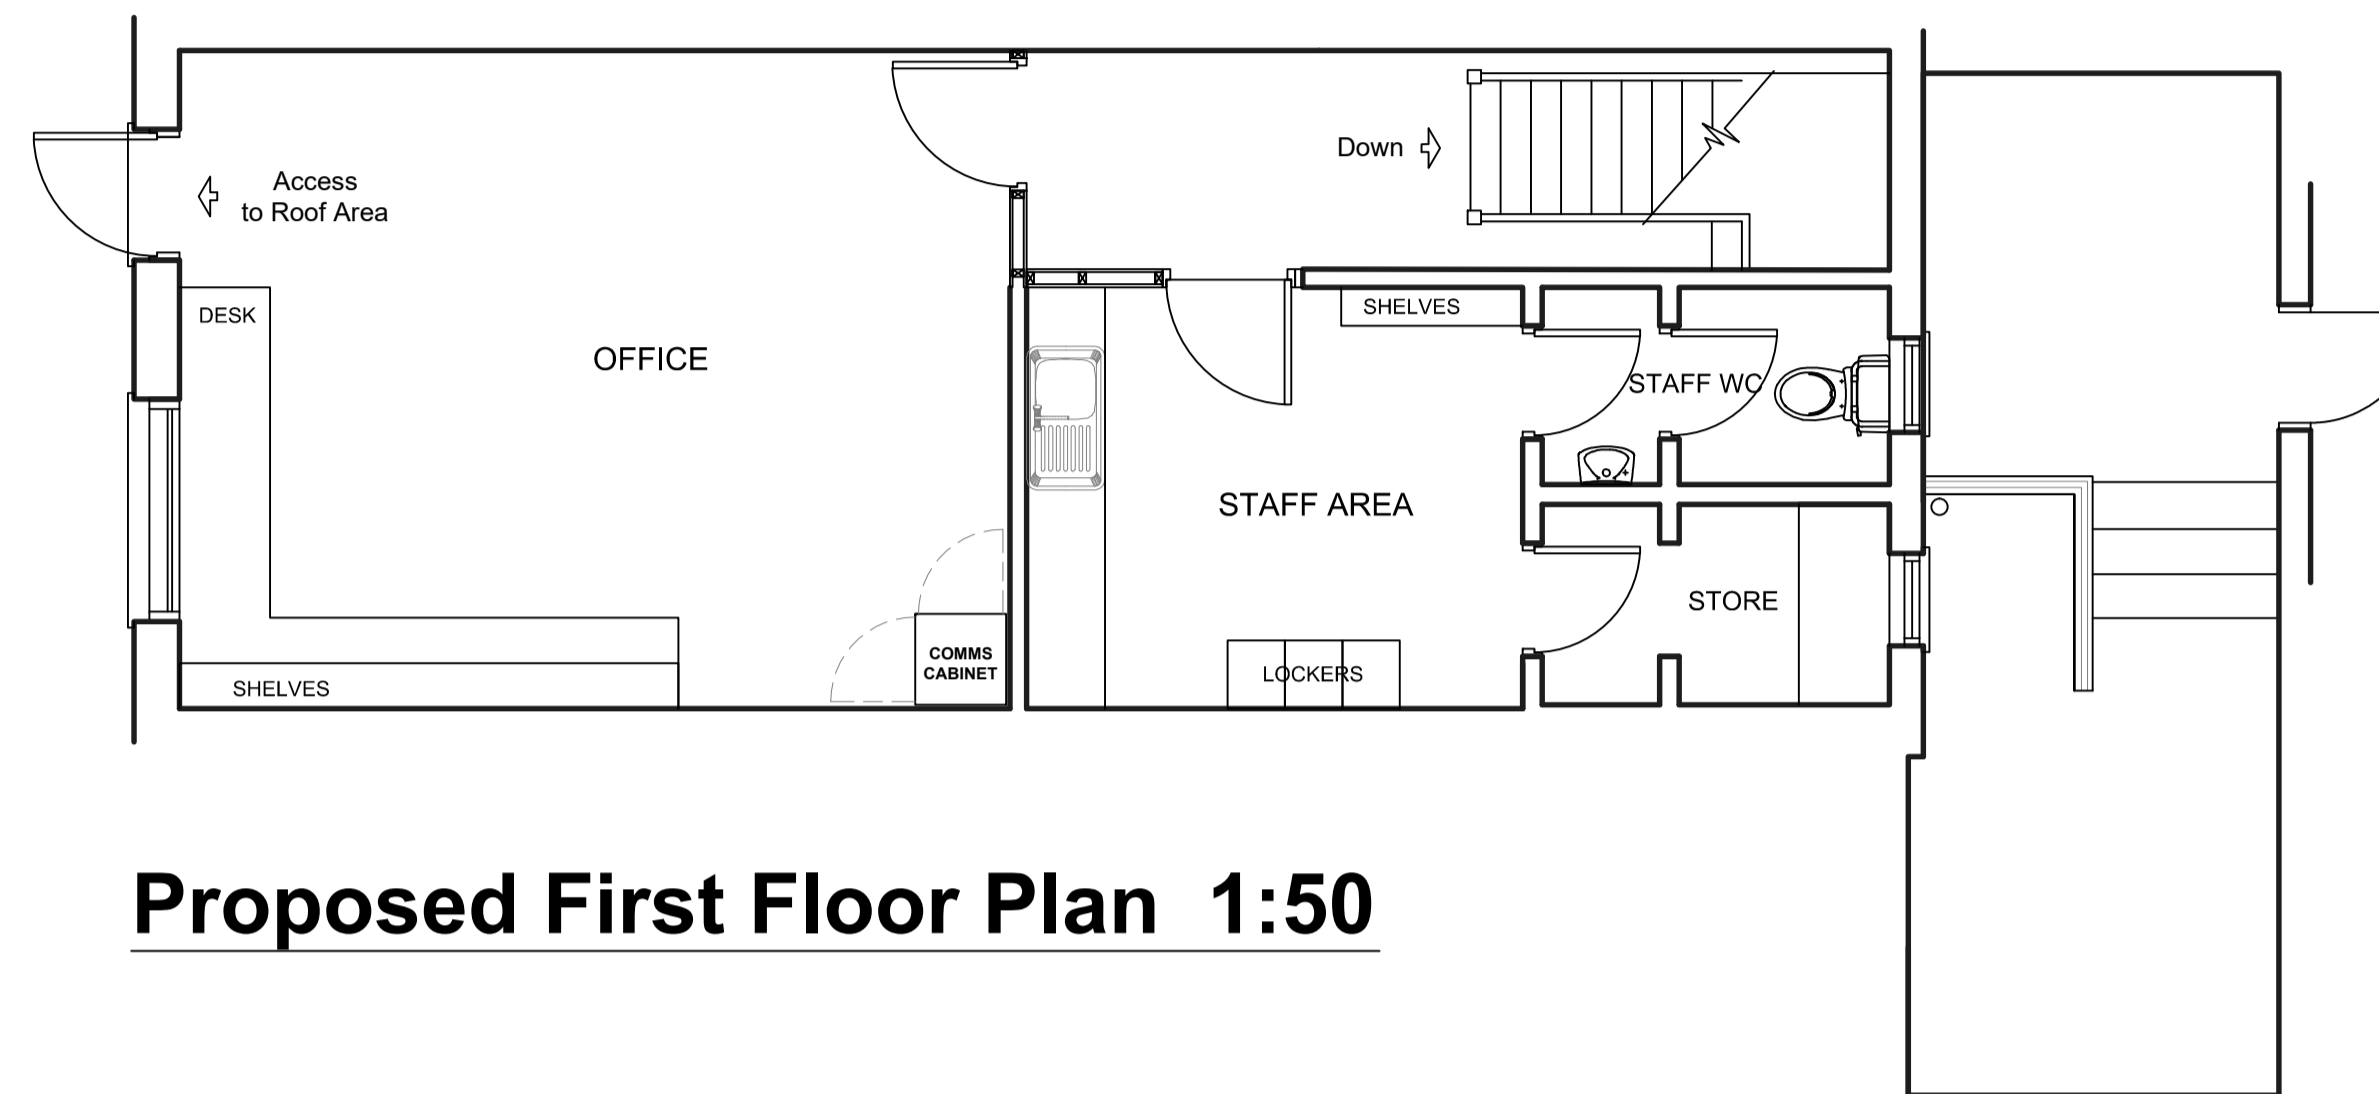 Down
Access
to Roof Area
DESK
SHELVES
OFFICE
STAFF WC
STAFF AREA
STORE
COMMS
CABINET
LOCKERS
SHELVES
Proposed First Floor Plan 1:50